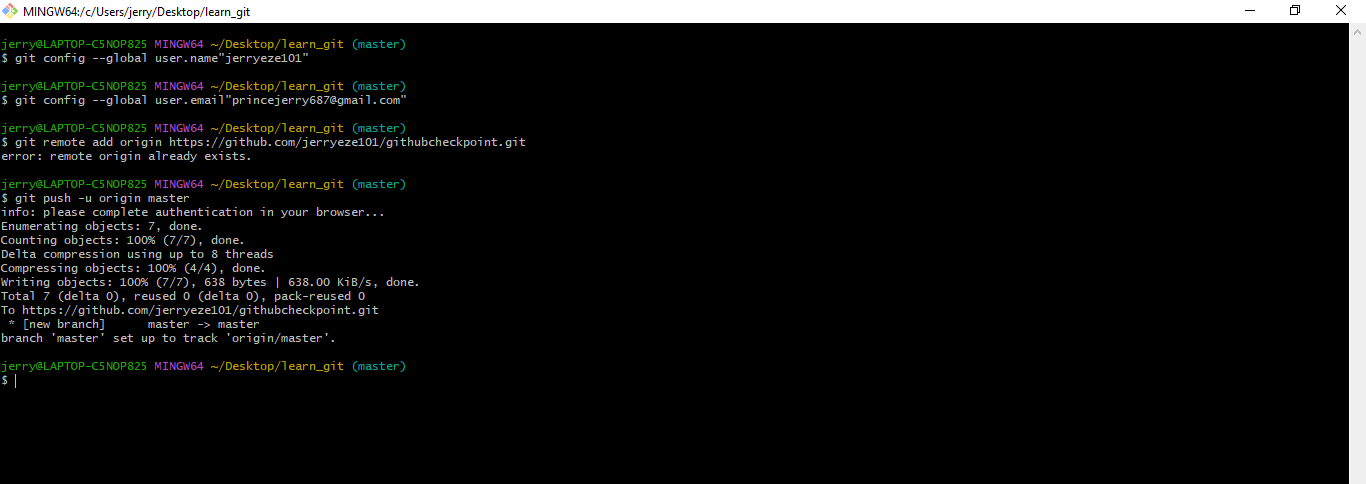 MINGW64:/c/Users/jerry/Desktop/learn_git
jerry@LAPTOP-C5NOP825 MINGW64 ~/Desktop/learn_git (master)
$ git config --global user.name"jerryeze101"
jerry@LAPTOP-C5NOP825 MINGW64 ~/Desktop/learn_git (master)
$ git config --global user.email"princejerry687@gmail.com"
jerry@LAPTOP-C5NOP825 MINGW64 ~/Desktop/learn_git (master)
$ git remote add origin https://github.com/jerryeze101/githubcheckpoint.git
error: remote origin already exists.
jerry@LAPTOP-C5NOP825 MINGW64 ~/Desktop/learn_git (master)
$ git push -u origin master
info: please complete authentication in your browser...
Enumerating objects: 7, done.
Counting objects: 100% (7/7), done.
Delta compression using up to 8 threads
Compressing objects: 100% (4/4), done.
Writing objects: 100% (7/7), 638 bytes | 638.00 KiB/s, done.
Total 7 (delta 0), reused 0 (delta 0), pack-reused 0
To https://github.com/jerryeze101/githubcheckpoint.git
 * [new branch]      master -> master
branch 'master' set up to track 'origin/master'.
jerry@LAPTOP-C5NOP825 MINGW64 ~/Desktop/learn_git (master)
$